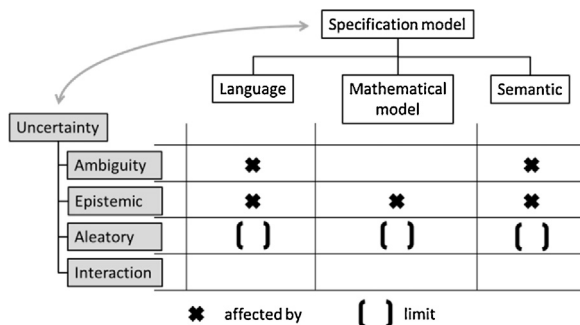 Specification model
Language
Mathematical
model
Semantic
Uncertainty
Ambiguity
Epistemic
Aleatory
Interaction
affected by
limit